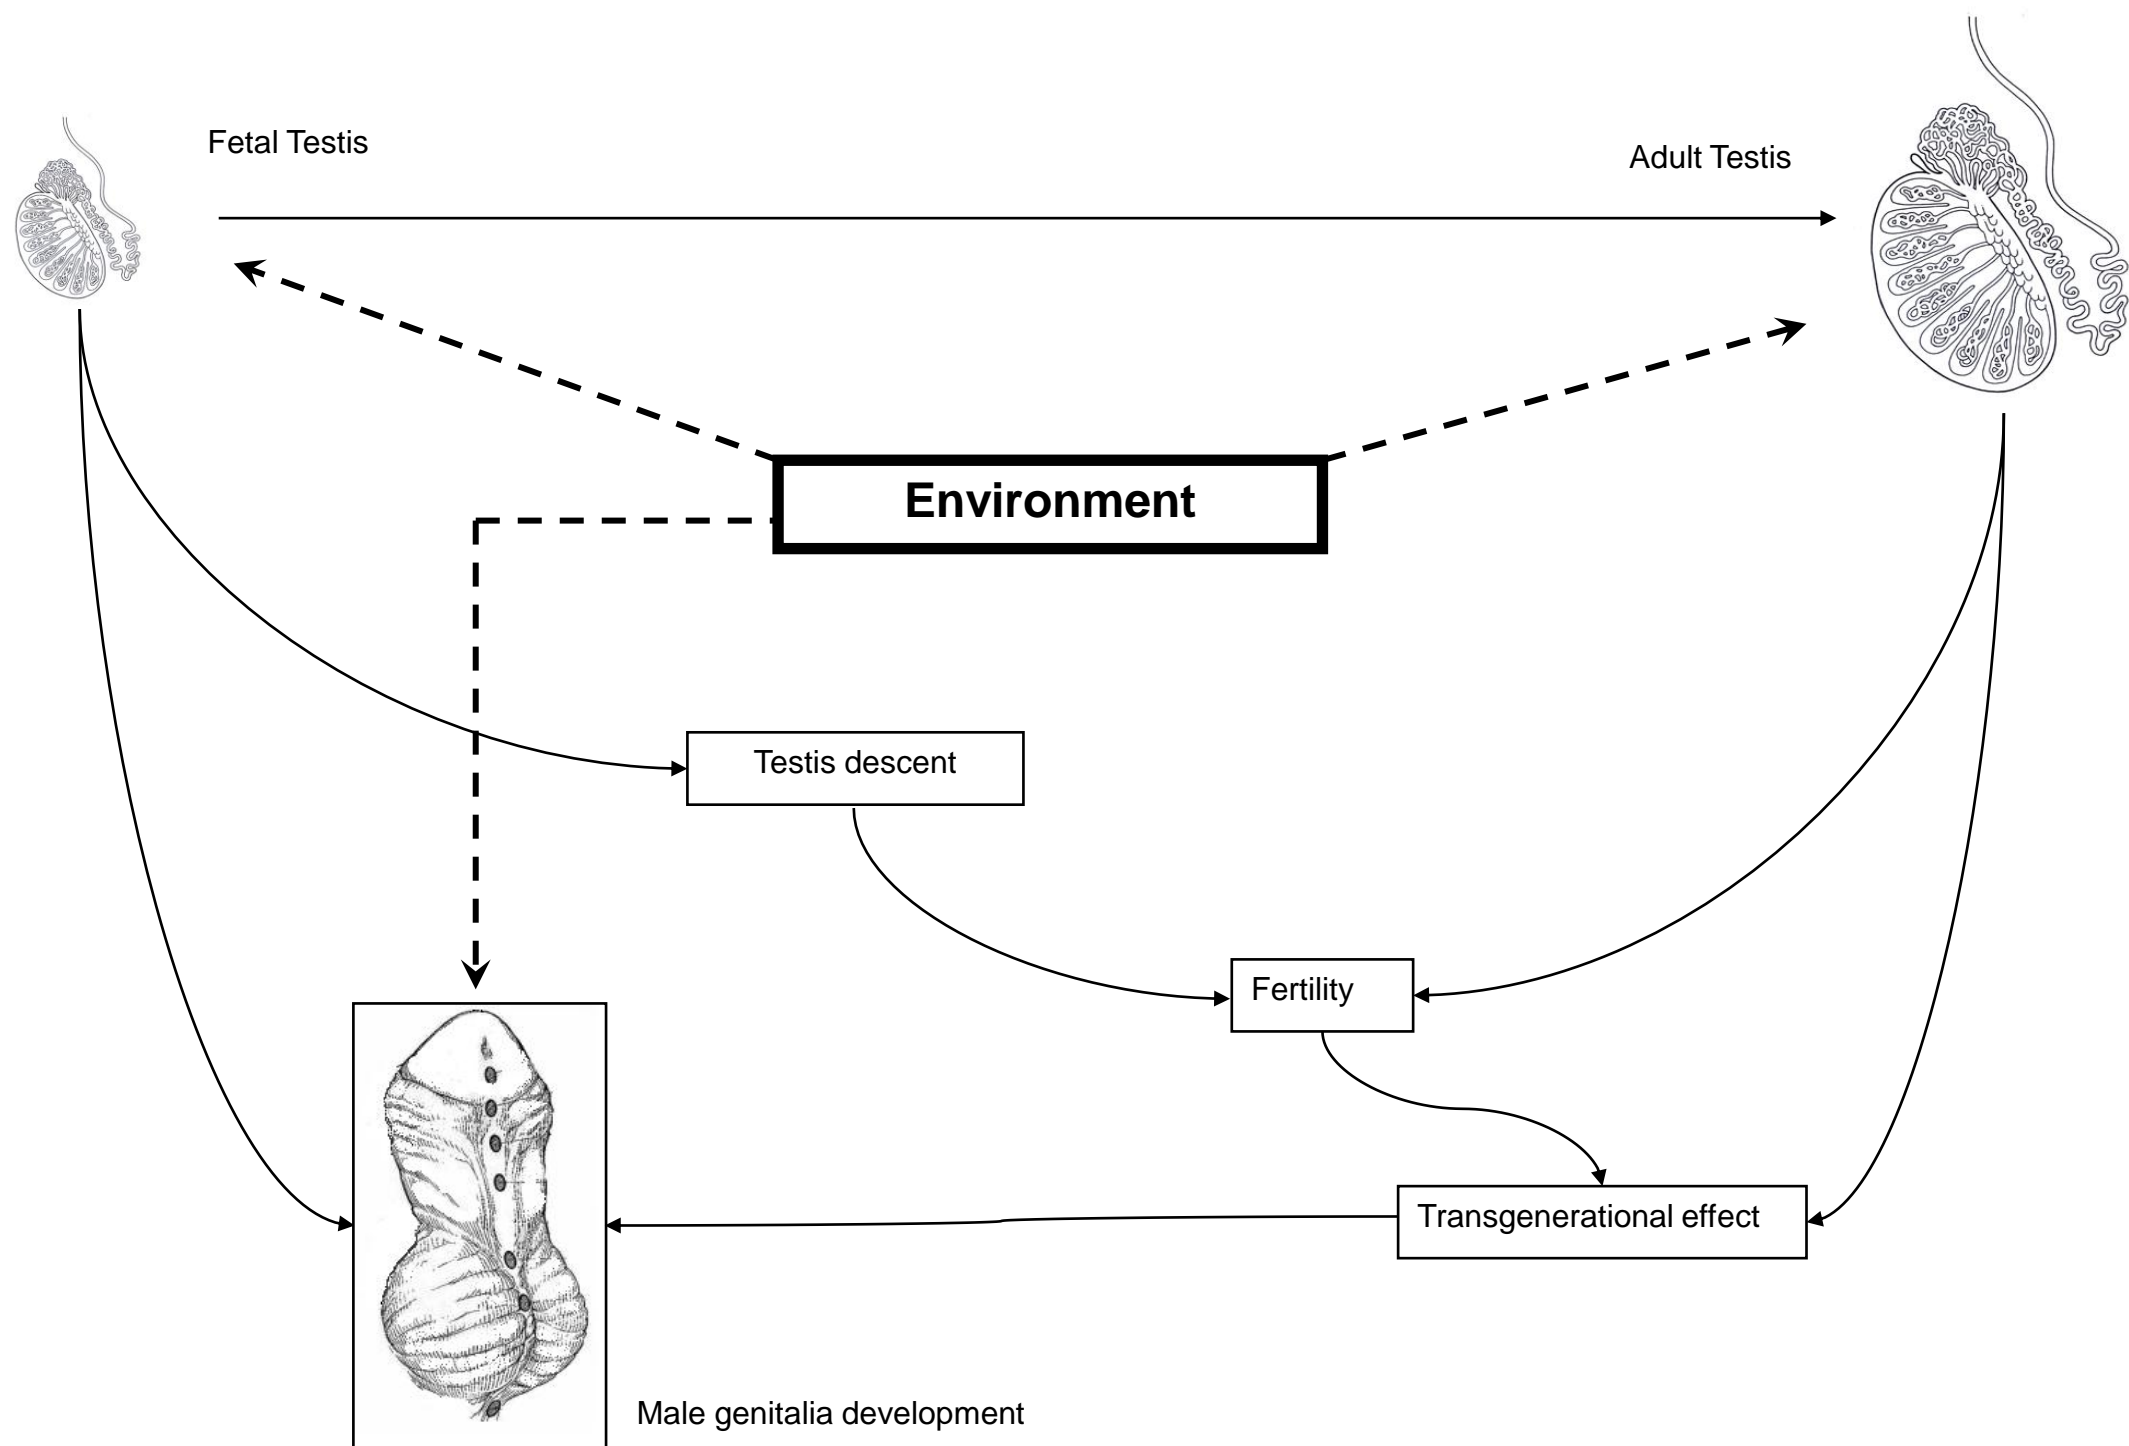 Fetal Testis
Adult Testis
Environment
Testis descent
Fertility
Transgenerational effect
Male genitalia development